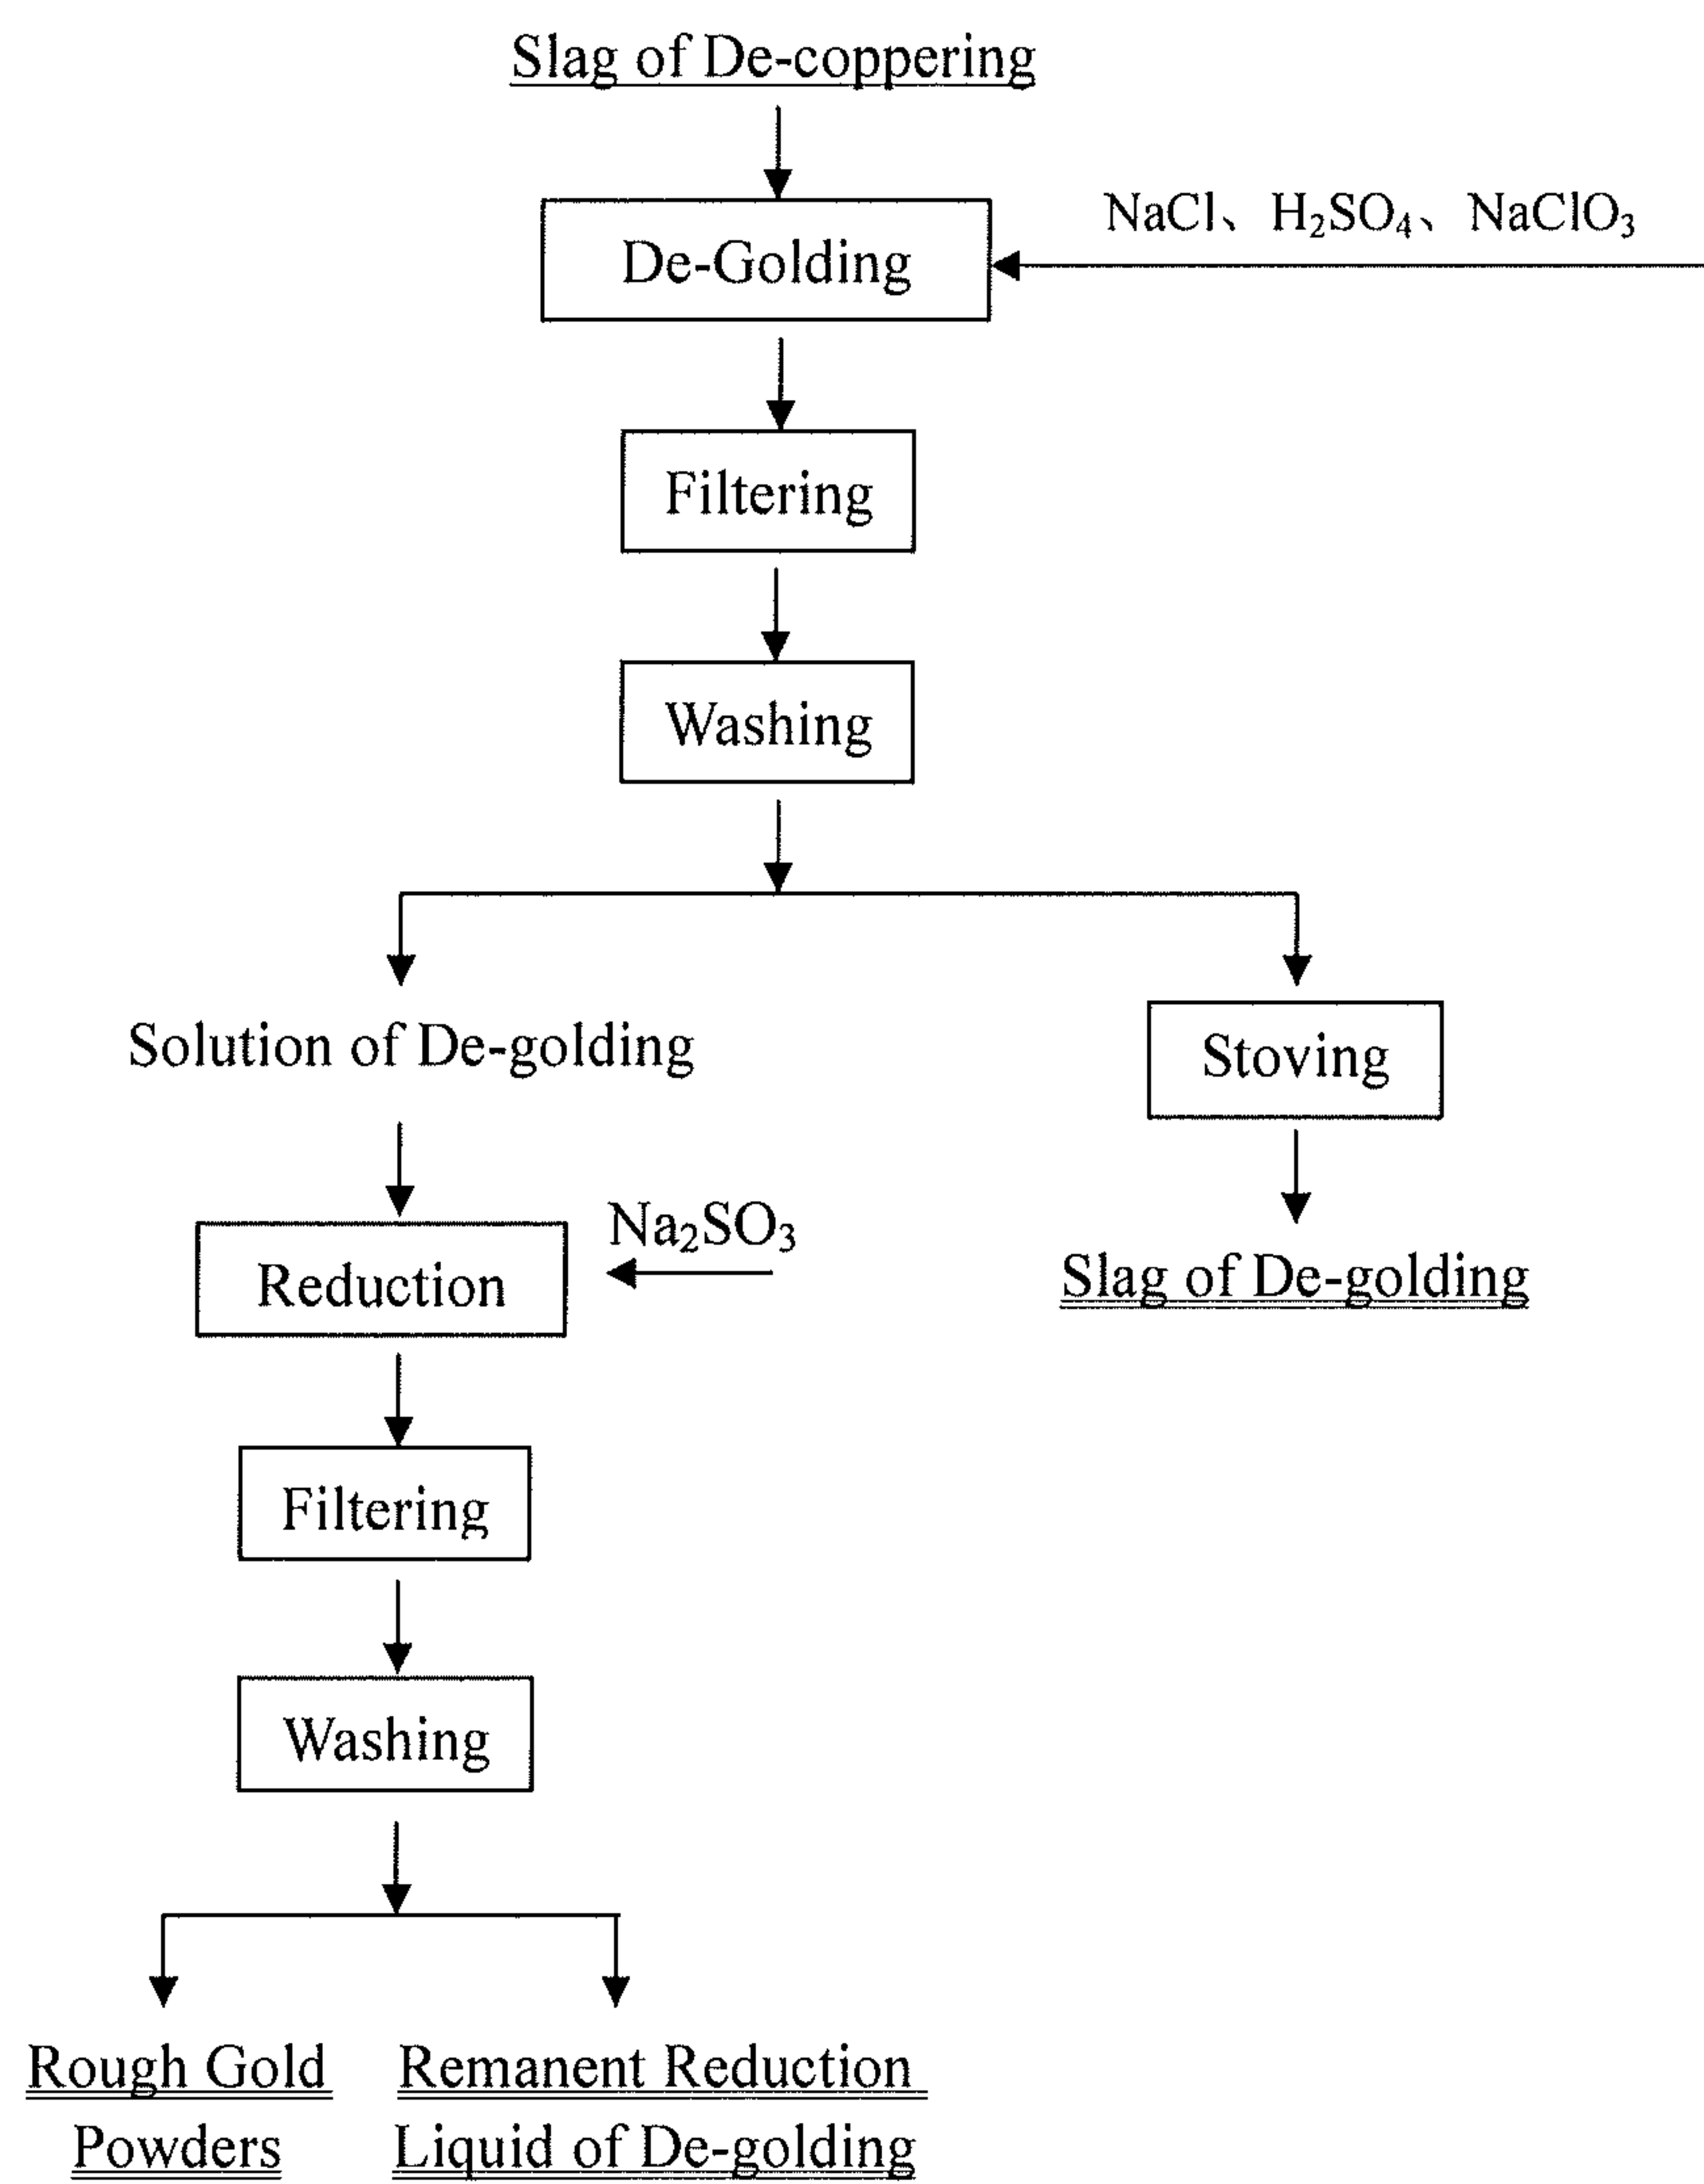 Slag of De-coppering
NaCl、H₂SO₄、NaClO₃
De-Golding
Filtering
Washing
Solution of De-golding
Stoving
Na₂SO₃
Reduction
Slag of De-golding
Filtering
Washing
Rough Gold
Powders
Remanent Reduction
Liquid of De-golding